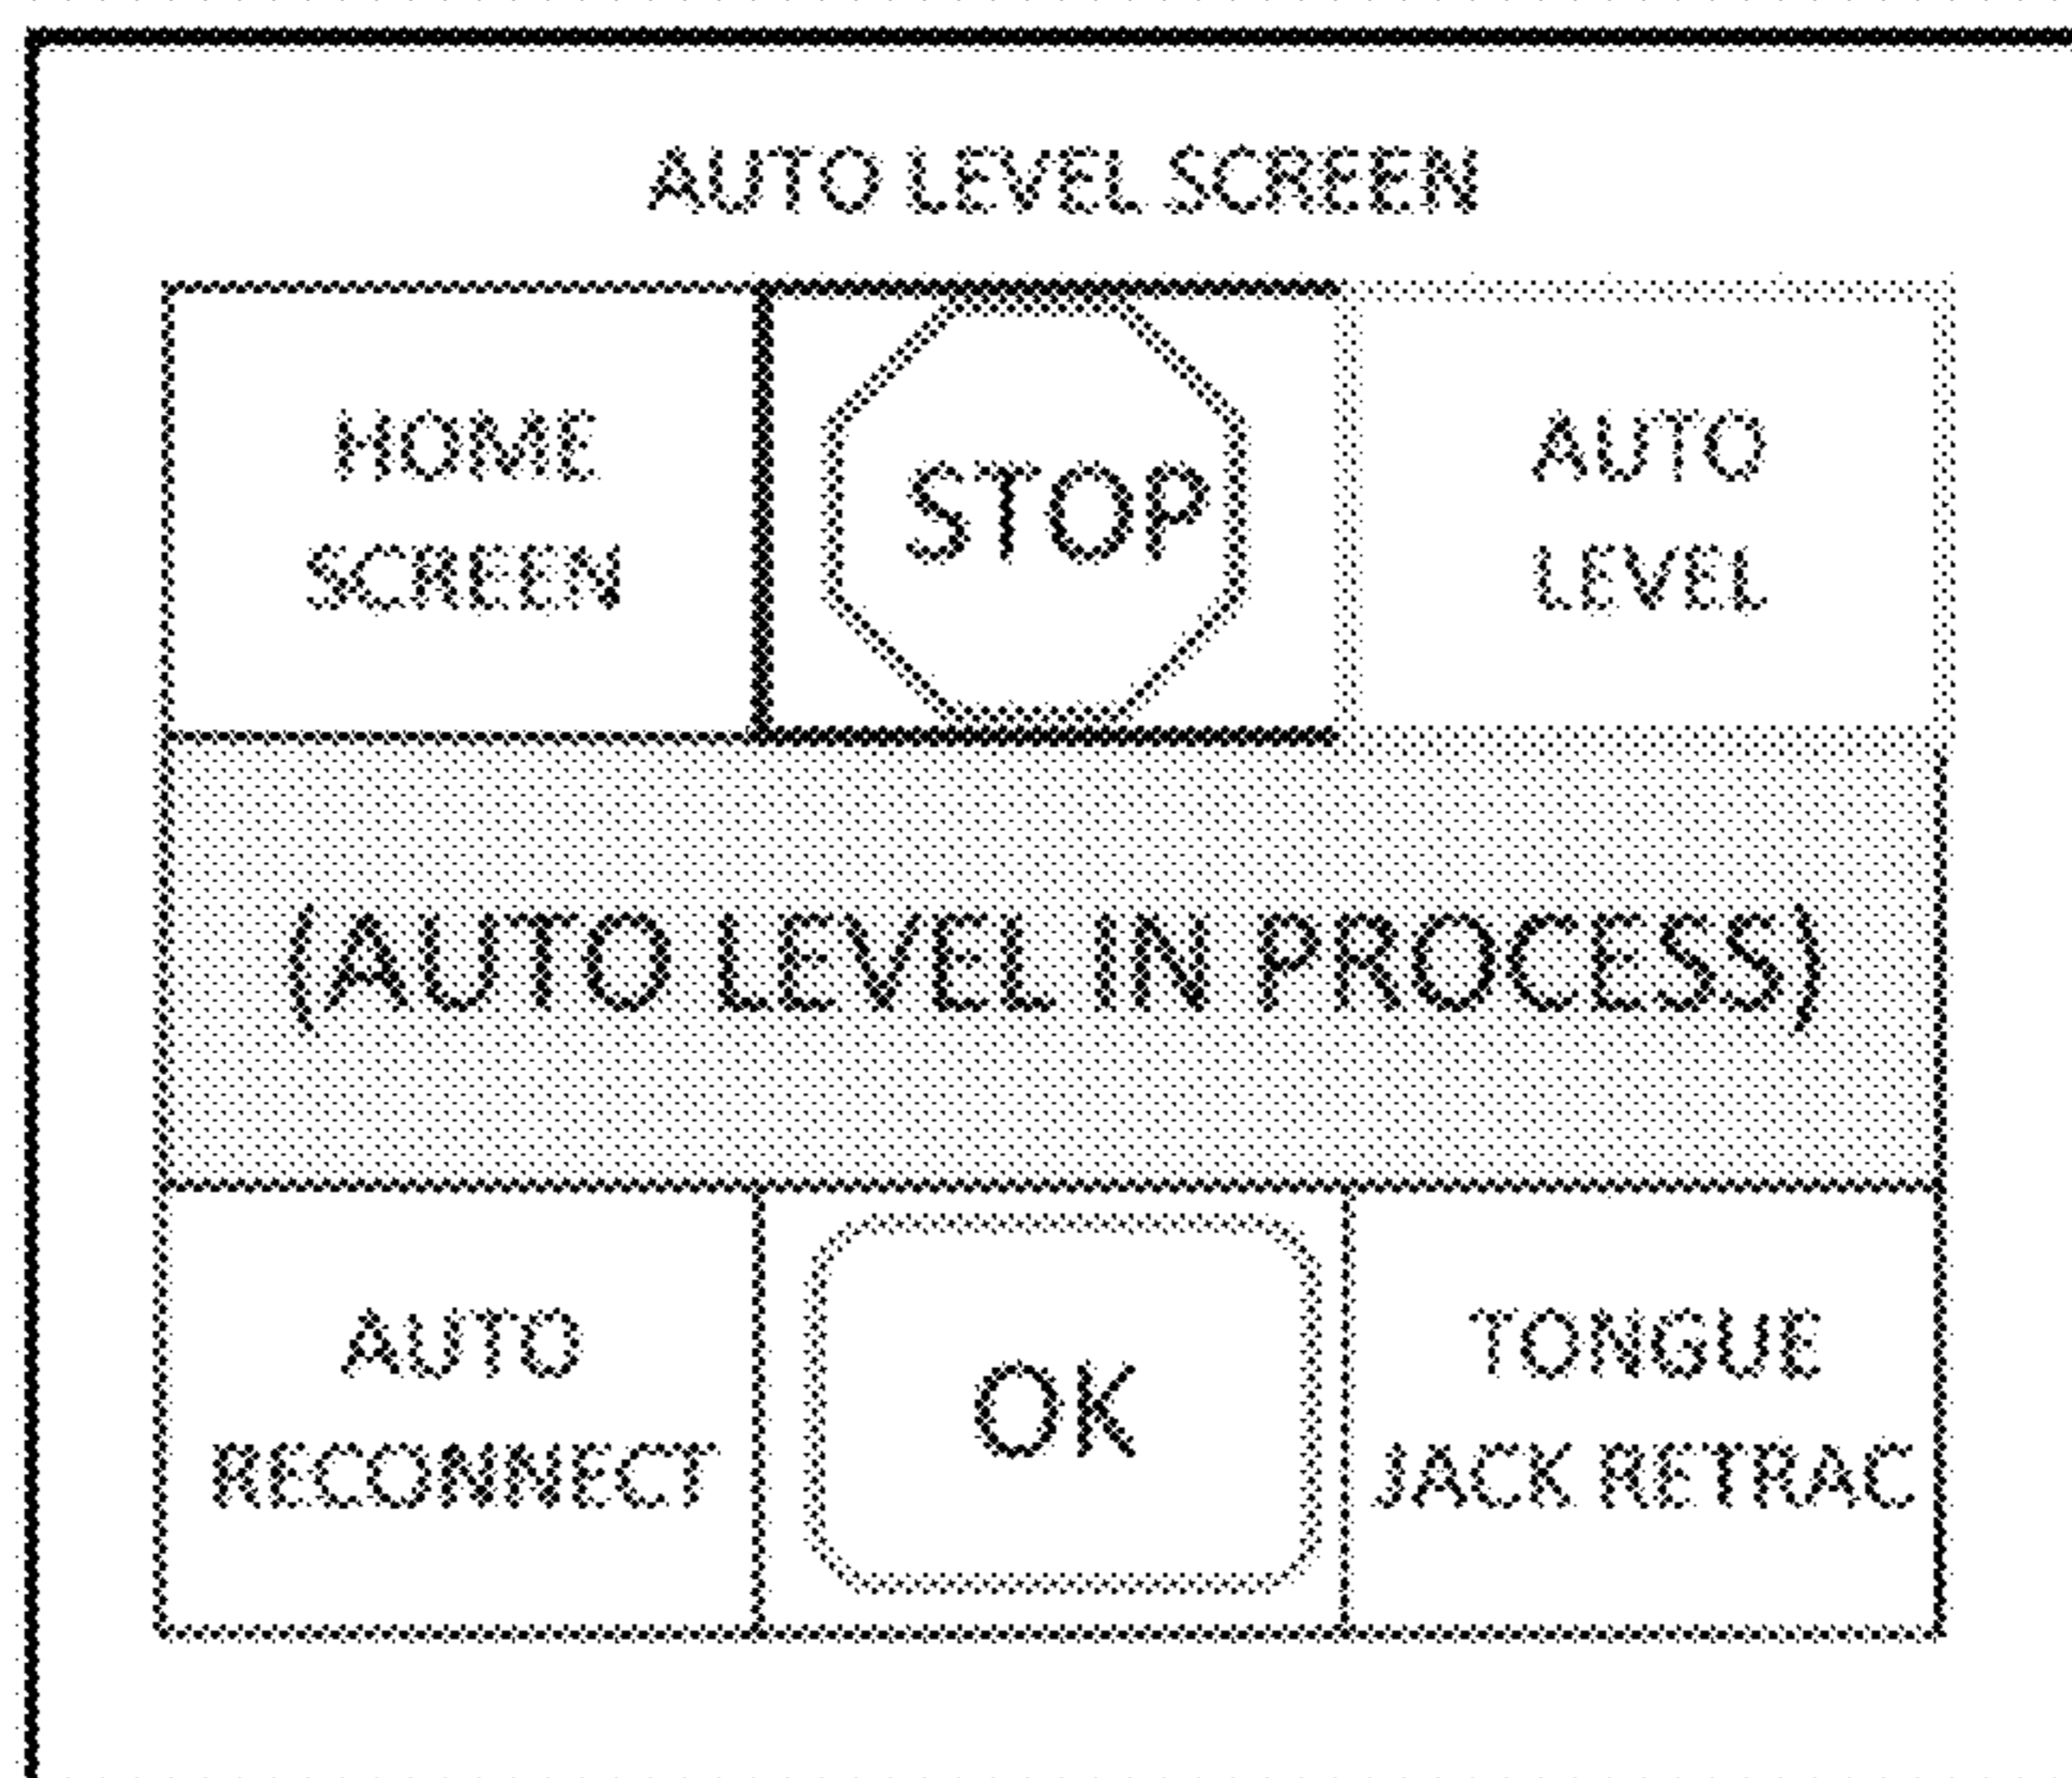 AUTO LEVEL SCREEN
HOME
SCREEN
STOP
AUTO
LEVEL
(AUTO LEVEL IN PROCESS)
AUTO
RECONNECT
OK
TONGUE
JACK RETRAC